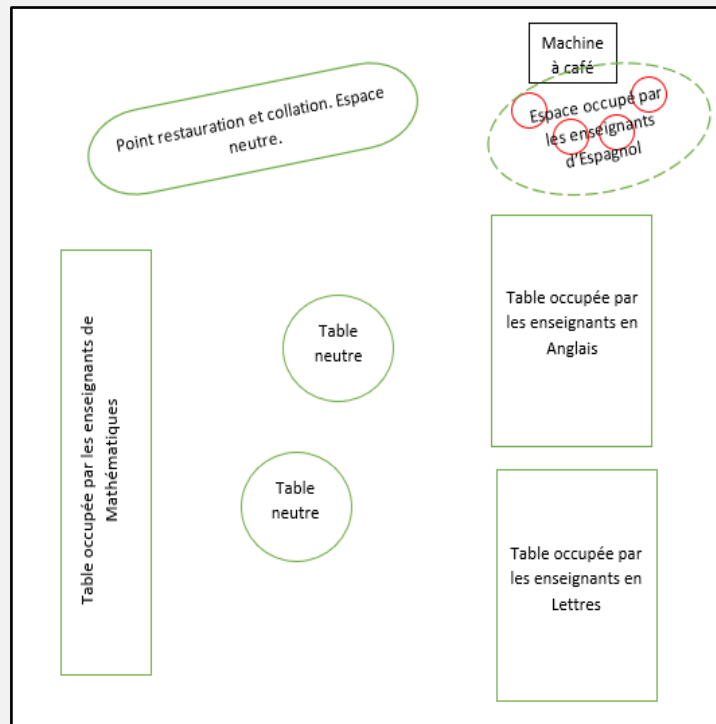 Machine
à café
Point restauration et collation. Espace
neutre.
Espace occupé par
les enseignants
d'Espagnol
Table occupée par les enseignants de
Mathématiques
Table
neutre
Table
neutre
Table occupée par
les enseignants en
Anglais
Table occupée par
les enseignants en
Lettres